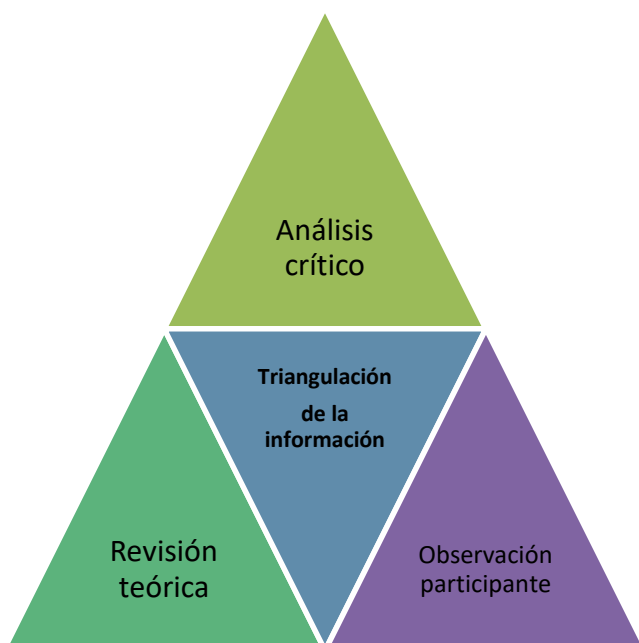 Análisis
crítico
Triangulación
de la
información
Revisión
teórica
Observación
participante